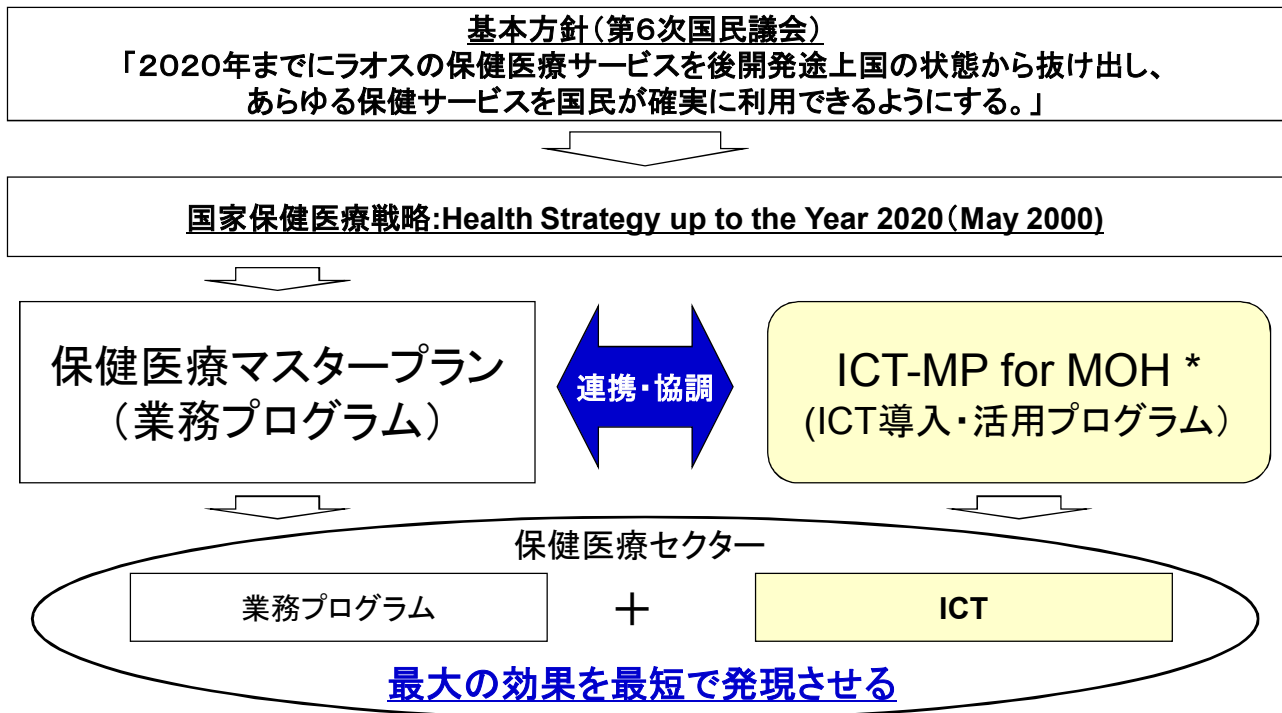 基本方針(第6次国民議会)
「2020年までにラオスの保健医療サービスを後開発途上国の状態から抜け出し、
あらゆる保健サービスを国民が確実に利用できるようにする。」
国家保健医療戦略:Health Strategy up to the Year 2020(May 2000)
保健医療マスタープラン
(業務プログラム)
連携・協調
ICT-MP for MOH *
(ICT導入・活用プログラム)
保健医療セクター
業務プログラム
+
ICT
最大の効果を最短で発現させる